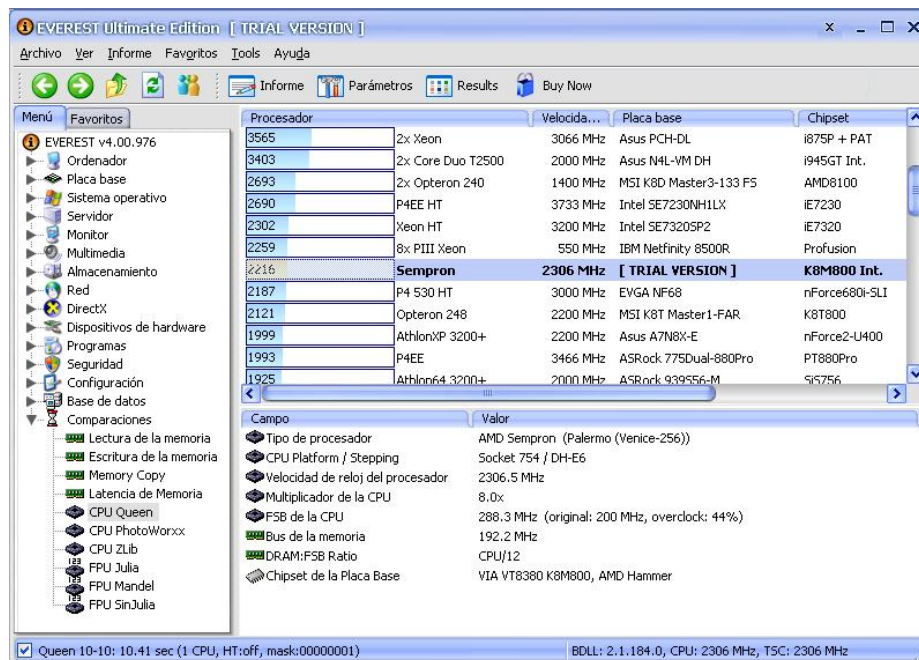 EVEREST Ultimate Edition [ TRIAL VERSION ]
Archivo Ver Informe Favoritos Tools Ayuda
Informe Parámetros Results Buy Now
Menú Favoritos
EVEREST v4.00.976
Ordenador
Placa base
Sistema operativo
Servidor
Monitor
Multimedia
Almacenamiento
Red
DirectX
Dispositivos de hardware
Programas
Seguridad
Configuración
Base de datos
Comparaciones
Lectura de la memoria
Escritura de la memoria
Memory Copy
Latencia de Memoria
CPU Queen
CPU PhotoWorxx
CPU ZLib
FPU Julia
FPU Mandel
FPU SinJulia
Procesador Velocida... Placa base Chipset
3565 2x Xeon 3066 MHz Asus PCH-DL i875P + PAT
3403 2x Core Duo T2500 2000 MHz Asus N4L-VM DH i945GT Int.
2693 2x Opteron 240 1400 MHz MSI K8D Master3-133 FS AMD8100
2690 P4EE HT 3733 MHz Intel SE7230NH1LX iE7230
2302 Xeon HT 3200 MHz Intel SE7320SP2 iE7320
2259 8x PIII Xeon 550 MHz IBM Netfinity 8500R Profusion
2216 Sempron 2306 MHz [ TRIAL VERSION ] K8M800 Int.
2187 P4 530 HT 3000 MHz EVGA NF68 nForce680i-SLI
2121 Opteron 248 2200 MHz MSI K8T Master1-FAR K8T800
1999 AthlonXP 3200+ 2200 MHz Asus A7N8X-E nForce2-U400
1993 P4EE 3466 MHz ASRock 775Dual-880Pro PT880Pro
1925 Athlon64 3200+ 2000 MHz ASRock 939S56-M SiS756
Campo Valor
Tipo de procesador AMD Sempron (Palermo (Venice-256))
CPU Platform / Stepping Socket 754 / DH-E6
Velocidad de reloj del procesador 2306.5 MHz
Multiplicador de la CPU 8.0x
FSB de la CPU 288.3 MHz (original: 200 MHz, overclock: 44%)
Bus de la memoria 192.2 MHz
DRAM:FSB Ratio CPU/12
Chipset de la Placa Base VIA VT8380 K8M800, AMD Hammer
Queen 10-10: 10.41 sec (1 CPU, HT:off, mask:00000001) BDLL: 2.1.184.0, CPU: 2306 MHz, TSC: 2306 MHz